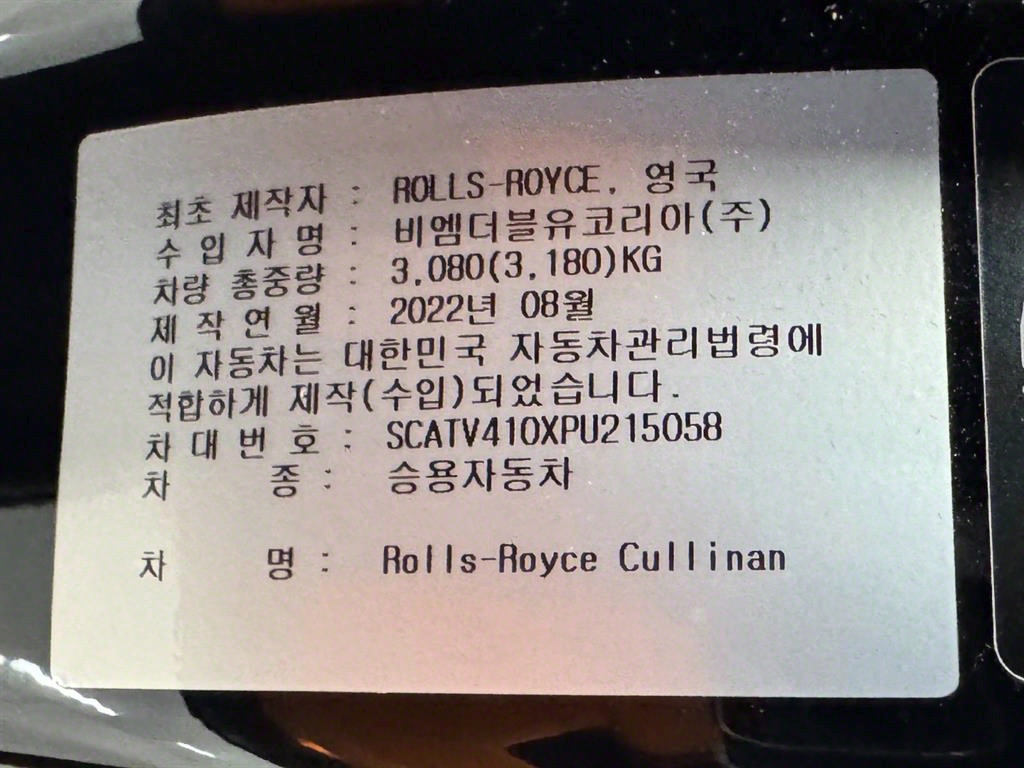 최초 제작자 : ROLLS-ROYCE, 영국
수 입 자 명 : 비엠더블유코리아(주)
차량 총중량 : 3,080(3,180)KG
제 작 연 월 : 2022년 08월
이 자동차는 대한민국 자동차관리법령에
적합하게 제작(수입)되었습니다.
차 대 번 호 : SCATV410XPU215058
차 종 : 승용자동차
차 명 : Rolls-Royce Cullinan